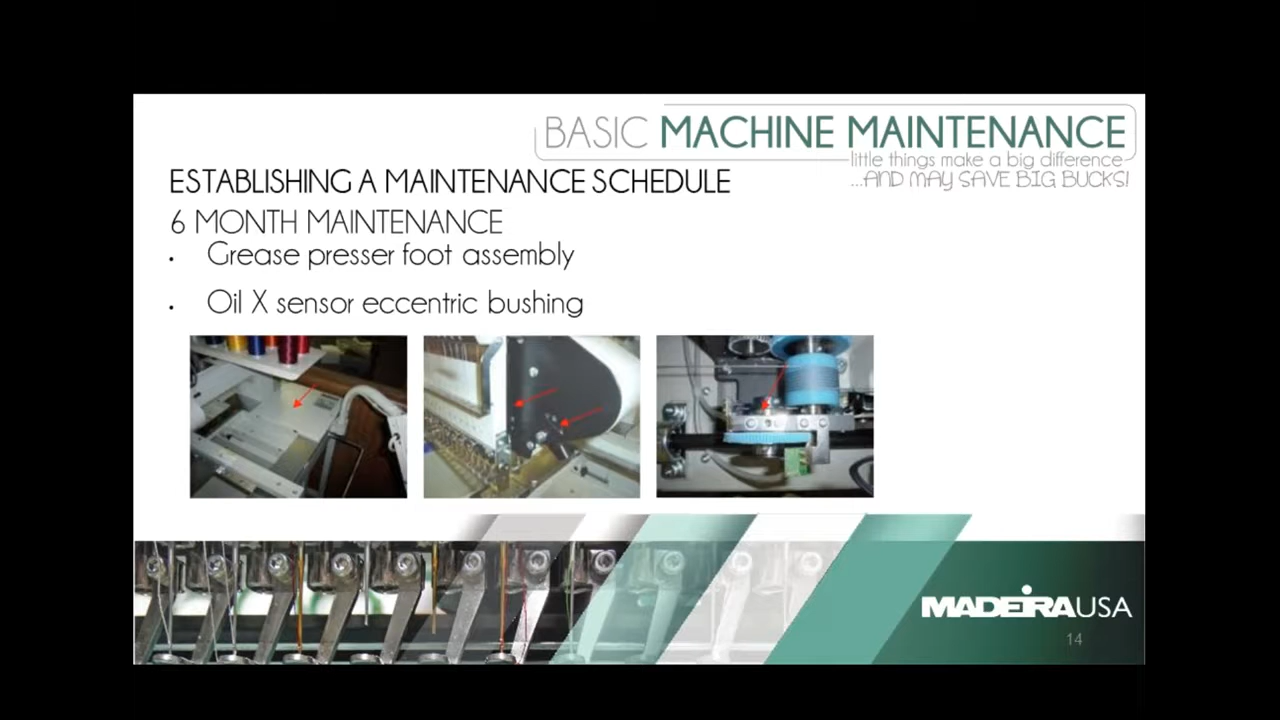 BASIC MACHINE MAINTENANCE
little things make a big difference
...AND MAY SAVE BIG BUCKS!
ESTABLISHING A MAINTENANCE SCHEDULE
6 MONTH MAINTENANCE
• Grease presser foot assembly
• Oil X sensor eccentric bushing
MADEIRA USA
14